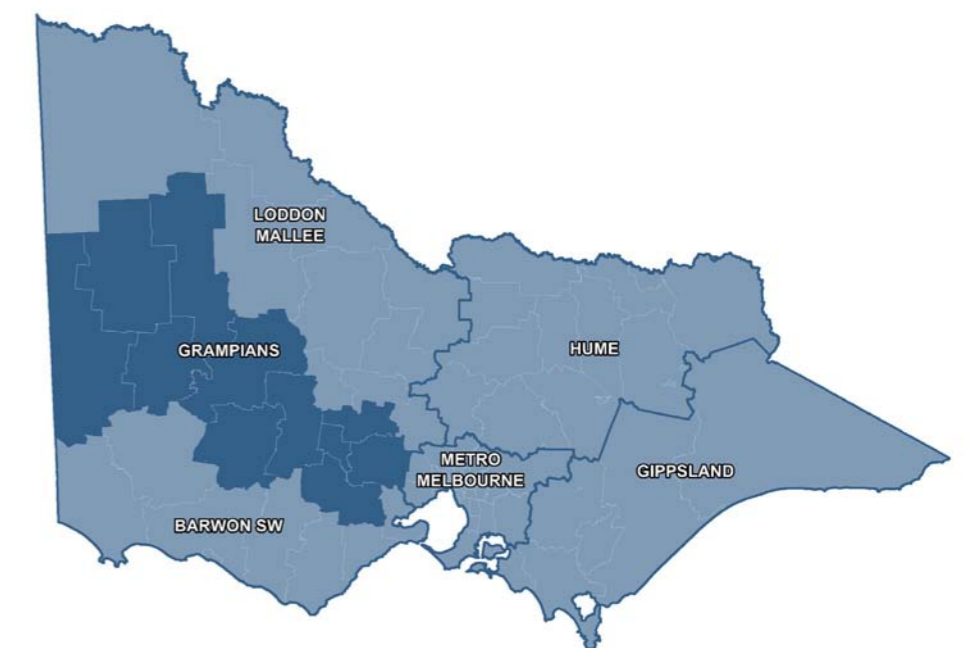 LODDON
MALLEE
GRAMPIANS
HUME
METRO
MELBOURNE
GIPPSLAND
BARWON SW